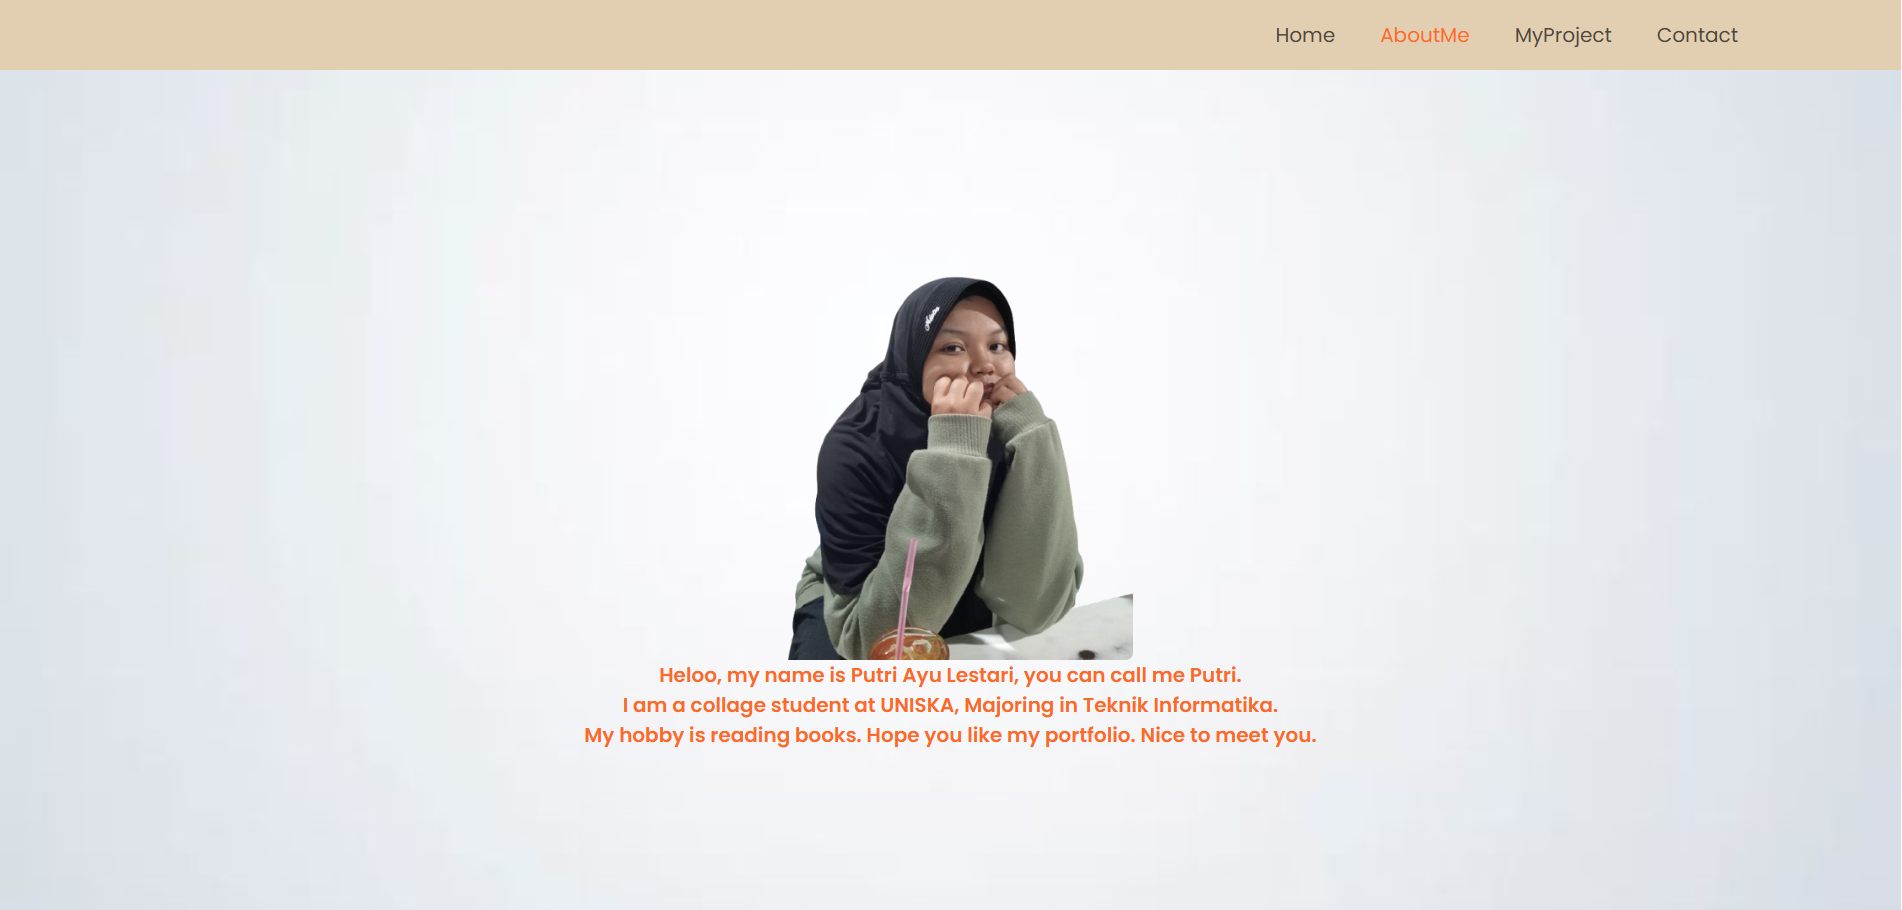 Home AboutMe MyProject Contact
Heloo, my name is Putri Ayu Lestari, you can call me Putri.
I am a collage student at UNISKA, Majoring in Teknik Informatika.
My hobby is reading books. Hope you like my portfolio. Nice to meet you.